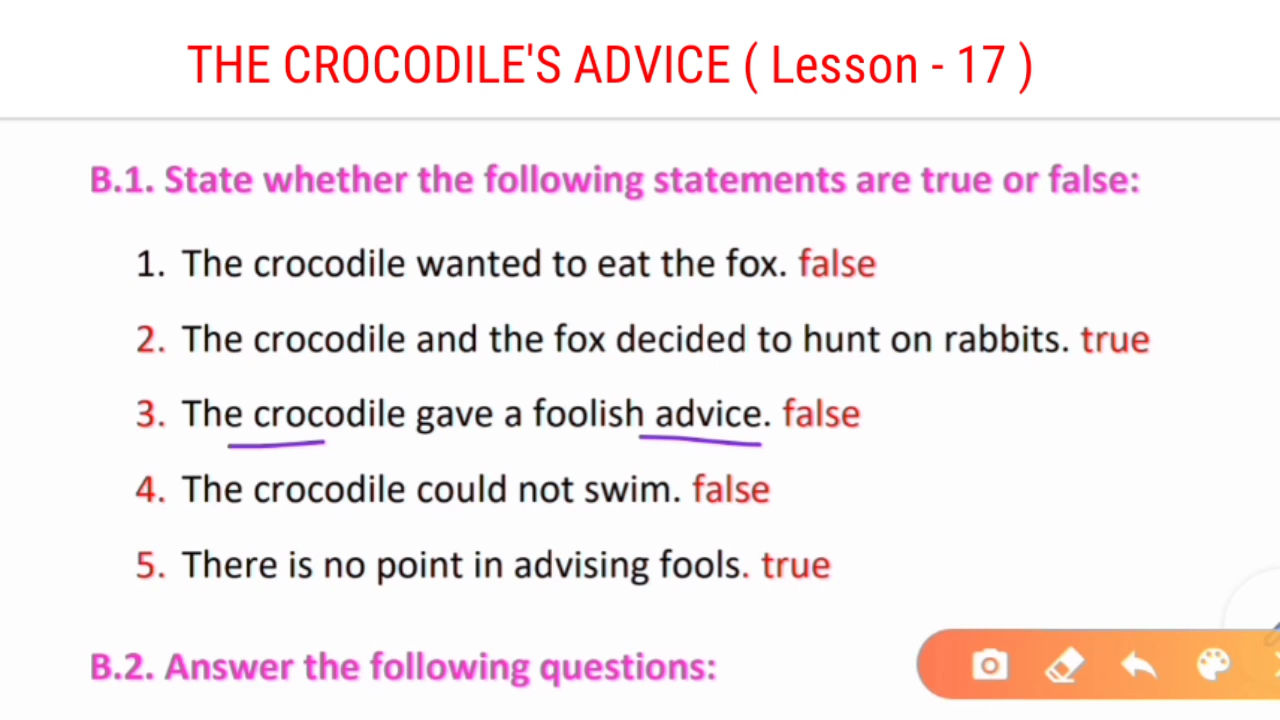 THE CROCODILE'S ADVICE ( Lesson - 17 )
B.1. State whether the following statements are true or false:
1. The crocodile wanted to eat the fox. false
2. The crocodile and the fox decided to hunt on rabbits. true
3. The crocodile gave a foolish advice. false
4. The crocodile could not swim. false
5. There is no point in advising fools. true
B.2. Answer the following questions: